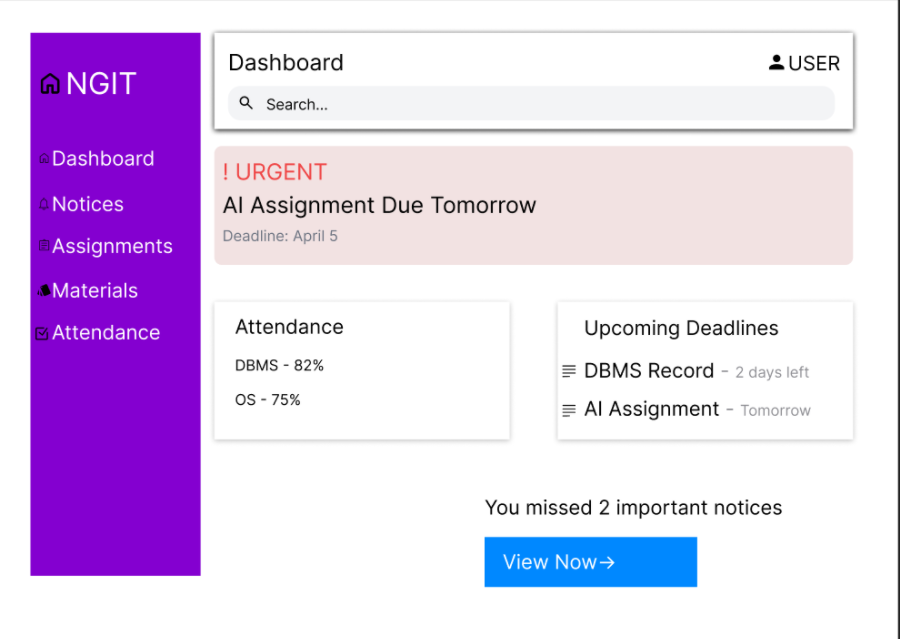 NGIT
Dashboard
Notices
Assignments
Materials
Attendance
Dashboard
USER
Search...
! URGENT
AI Assignment Due Tomorrow
Deadline: April 5
Attendance
DBMS - 82%
OS - 75%
Upcoming Deadlines
DBMS Record - 2 days left
AI Assignment - Tomorrow
You missed 2 important notices
View Now→